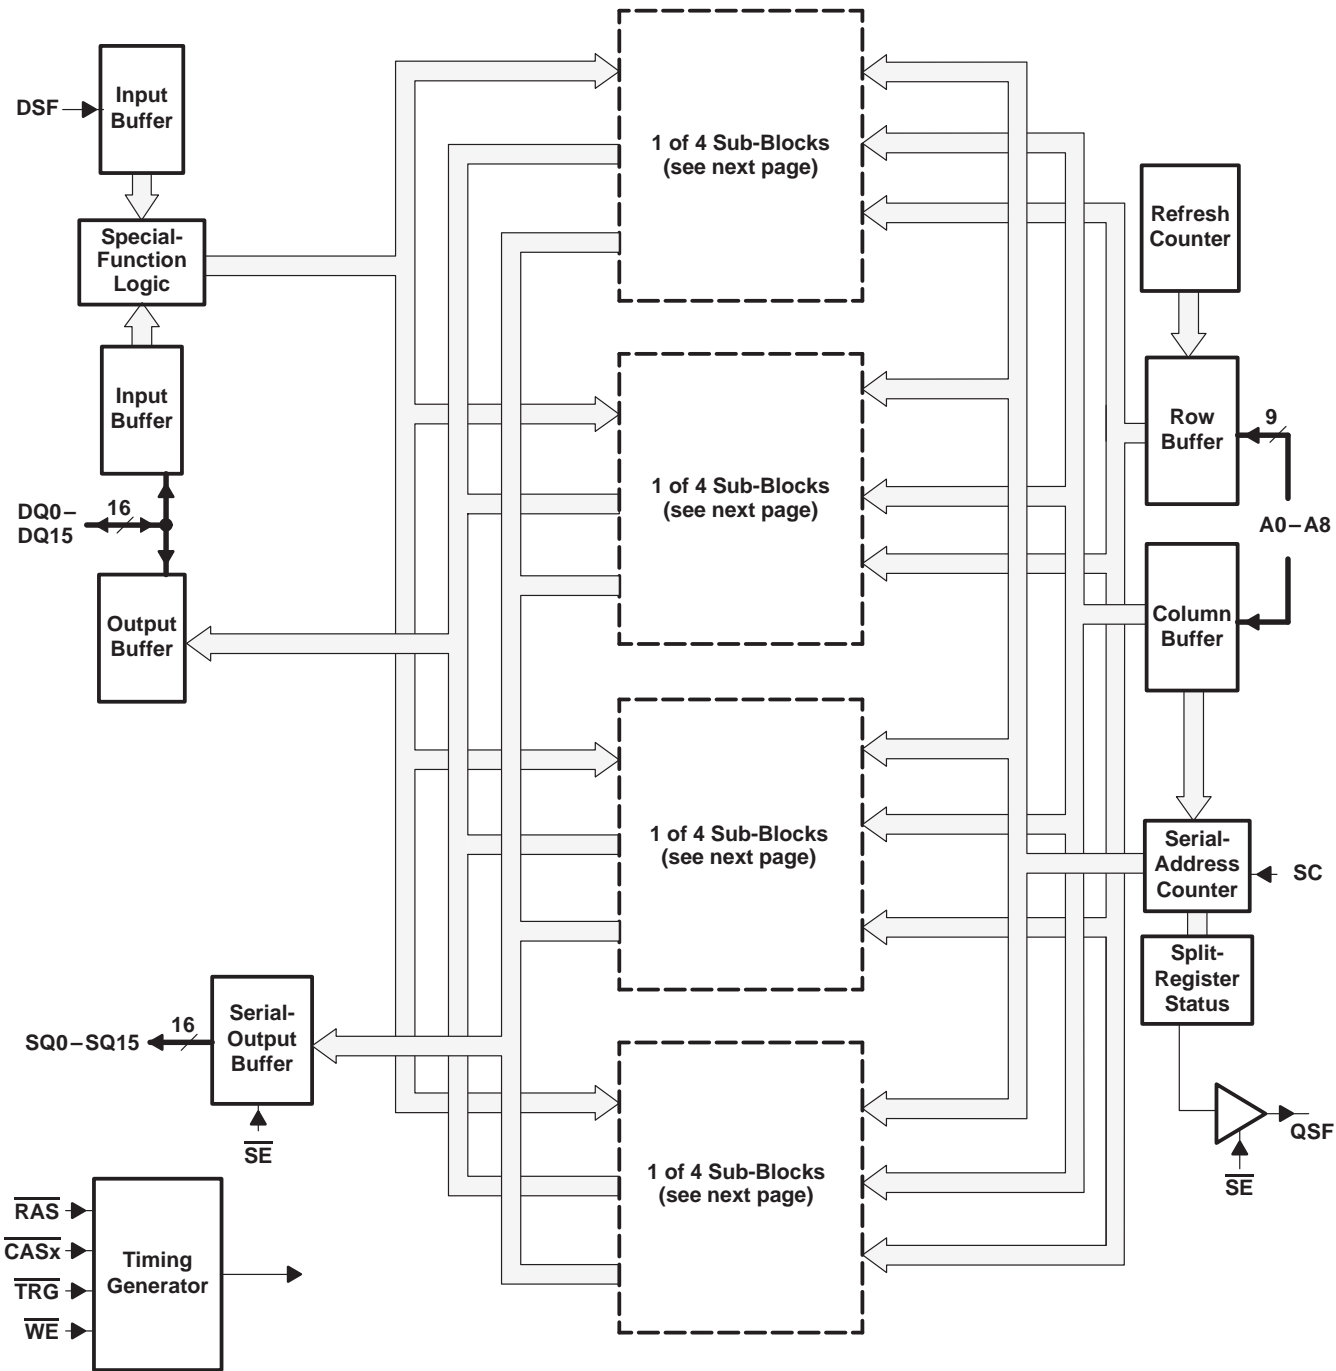 DSF
Input
Buffer
Special-
Function
Logic
Input
Buffer
DQ0–
DQ15
16
Output
Buffer
SQ0–SQ15
16
Serial-
Output
Buffer
SE
RAS
CASx
TRG
WE
Timing
Generator
1 of 4 Sub-Blocks
(see next page)
1 of 4 Sub-Blocks
(see next page)
1 of 4 Sub-Blocks
(see next page)
1 of 4 Sub-Blocks
(see next page)
Refresh
Counter
Row
Buffer
9
A0–A8
Column
Buffer
Serial-
Address
Counter
SC
Split-
Register
Status
QSF
SE